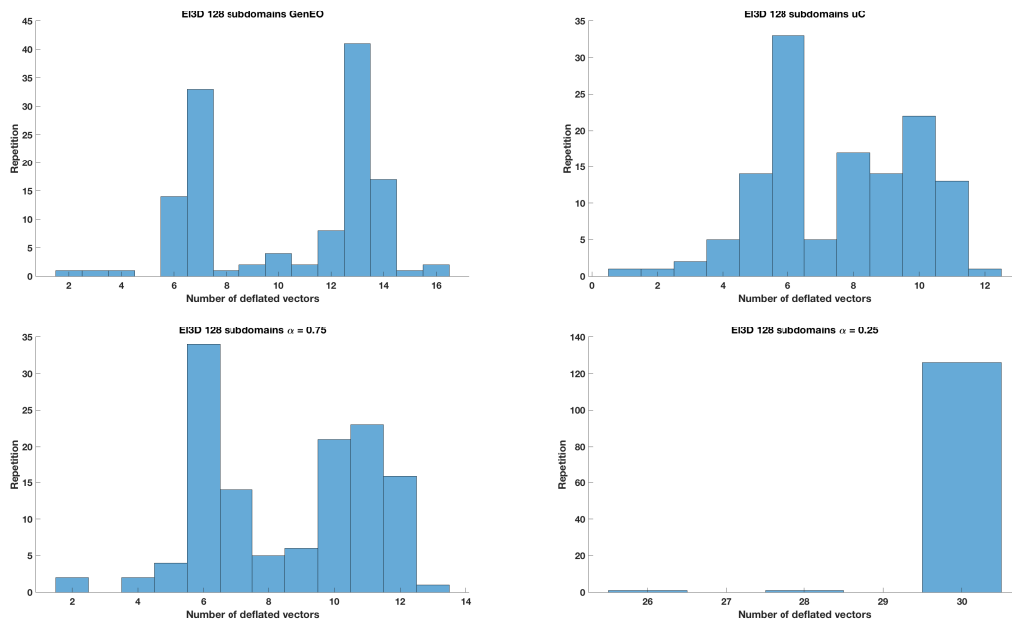 El3D 128 subdomains GenEO
45
40
35
30
25
20
15
10
5
0
Repetition
2 4 6 8 10 12 14 16
Number of deflated vectors
El3D 128 subdomains uC
35
30
25
20
15
10
5
0
Repetition
0 2 4 6 8 10 12
Number of deflated vectors
El3D 128 subdomains α = 0.75
35
30
25
20
15
10
5
0
Repetition
2 4 6 8 10 12 14
Number of deflated vectors
El3D 128 subdomains α = 0.25
140
120
100
80
60
40
20
0
Repetition
26 27 28 29 30
Number of deflated vectors